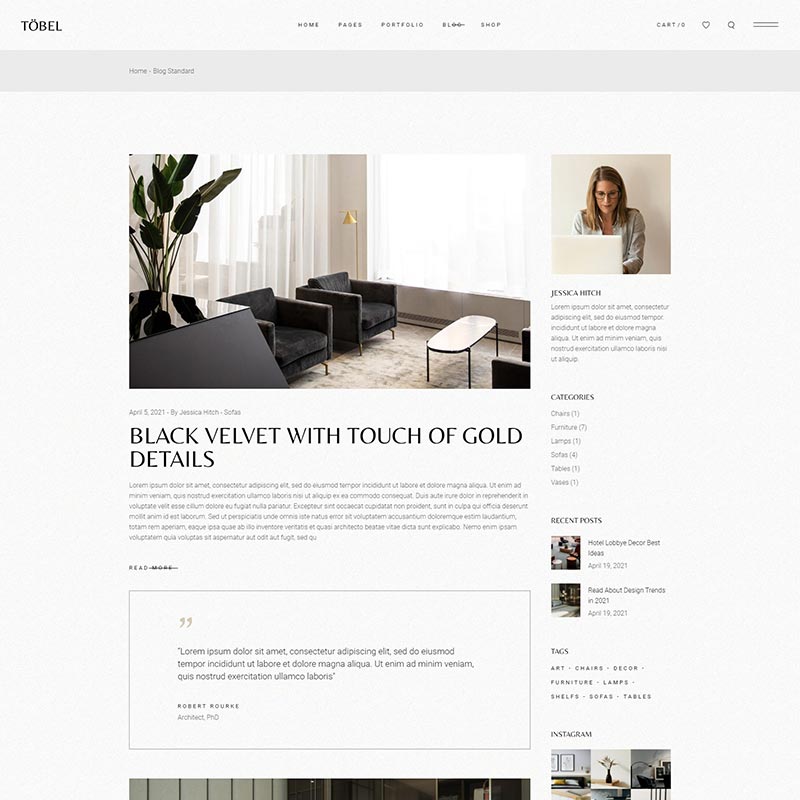 TÖBEL
HOME PAGES PORTFOLIO BLOG SHOP
CART/0
Home - Blog Standard
April 5, 2021 - By Jessica Hitch - Sofas
BLACK VELVET WITH TOUCH OF GOLD
DETAILS
Lorem ipsum dolor sit amet, consectetur adipiscing elit, sed do eiusmod tempor incididunt ut labore et dolore magna aliqua. Ut enim ad
minim veniam, quis nostrud exercitation ullamco laboris nisi ut aliquip ex ea commodo consequat. Duis aute irure dolor in reprehenderit in
voluptate velit esse cillum dolore eu fugiat nulla pariatur. Excepteur sint occaecat cupidatat non proident, sunt in culpa qui officia deserunt
mollit anim id est laborum. Sed ut perspiciatis unde omnis iste natus error sit voluptatem accusantium doloremque estim laudantium,
totam rem aperiam, eaque ipsa quae ab illo inventore veritatis et quasi architecto beatae vitae dicta sunt explicabo. Nemo enim ipsam
voluptatem quia voluptas sit aspernatur aut odit aut fugit, sed qu
READ MORE
”
“Lorem ipsum dolor sit amet, consectetur adipiscing elit, sed do eiusmod
tempor incididunt ut labore et dolore magna aliqua. Ut enim ad minim veniam,
quis nostrud exercitation ullamco laboris”
ROBERT ROURKE
Architect, PhD
JESSICA HITCH
Lorem ipsum dolor sit amet, consectetur
adipiscing elit, sed do eiusmod tempor
incididunt ut labore et dolore magna
aliqua. Ut enim ad minim veniam, quis
nostrud exercitation ullamco laboris nisi
ut aliquip.
CATEGORIES
Chairs (1)
Furniture (7)
Lamps (1)
Sofas (4)
Tables (1)
Vases (1)
RECENT POSTS
Hotel Lobbye Decor Best
Ideas
April 19, 2021
Read About Design Trends
in 2021
April 19, 2021
TAGS
ART - CHAIRS - DECOR -
FURNITURE - LAMPS -
SHELFS - SOFAS - TABLES
INSTAGRAM